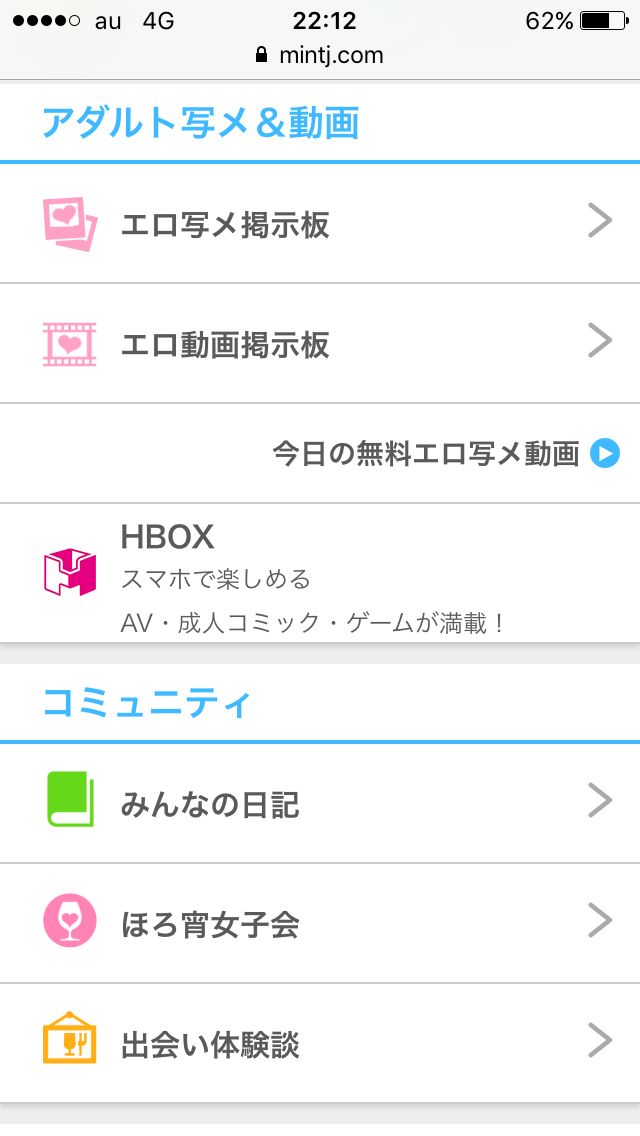 au 4G 22:12 62%
mintj.com
アダルト写メ&動画
エロ写メ掲示板
エロ動画掲示板
今日の無料エロ写メ動画
HBOX
スマホで楽しめる
AV・成人コミック・ゲームが満載！
コミュニティ
みんなの日記
ほろ宵女子会
出会い体験談